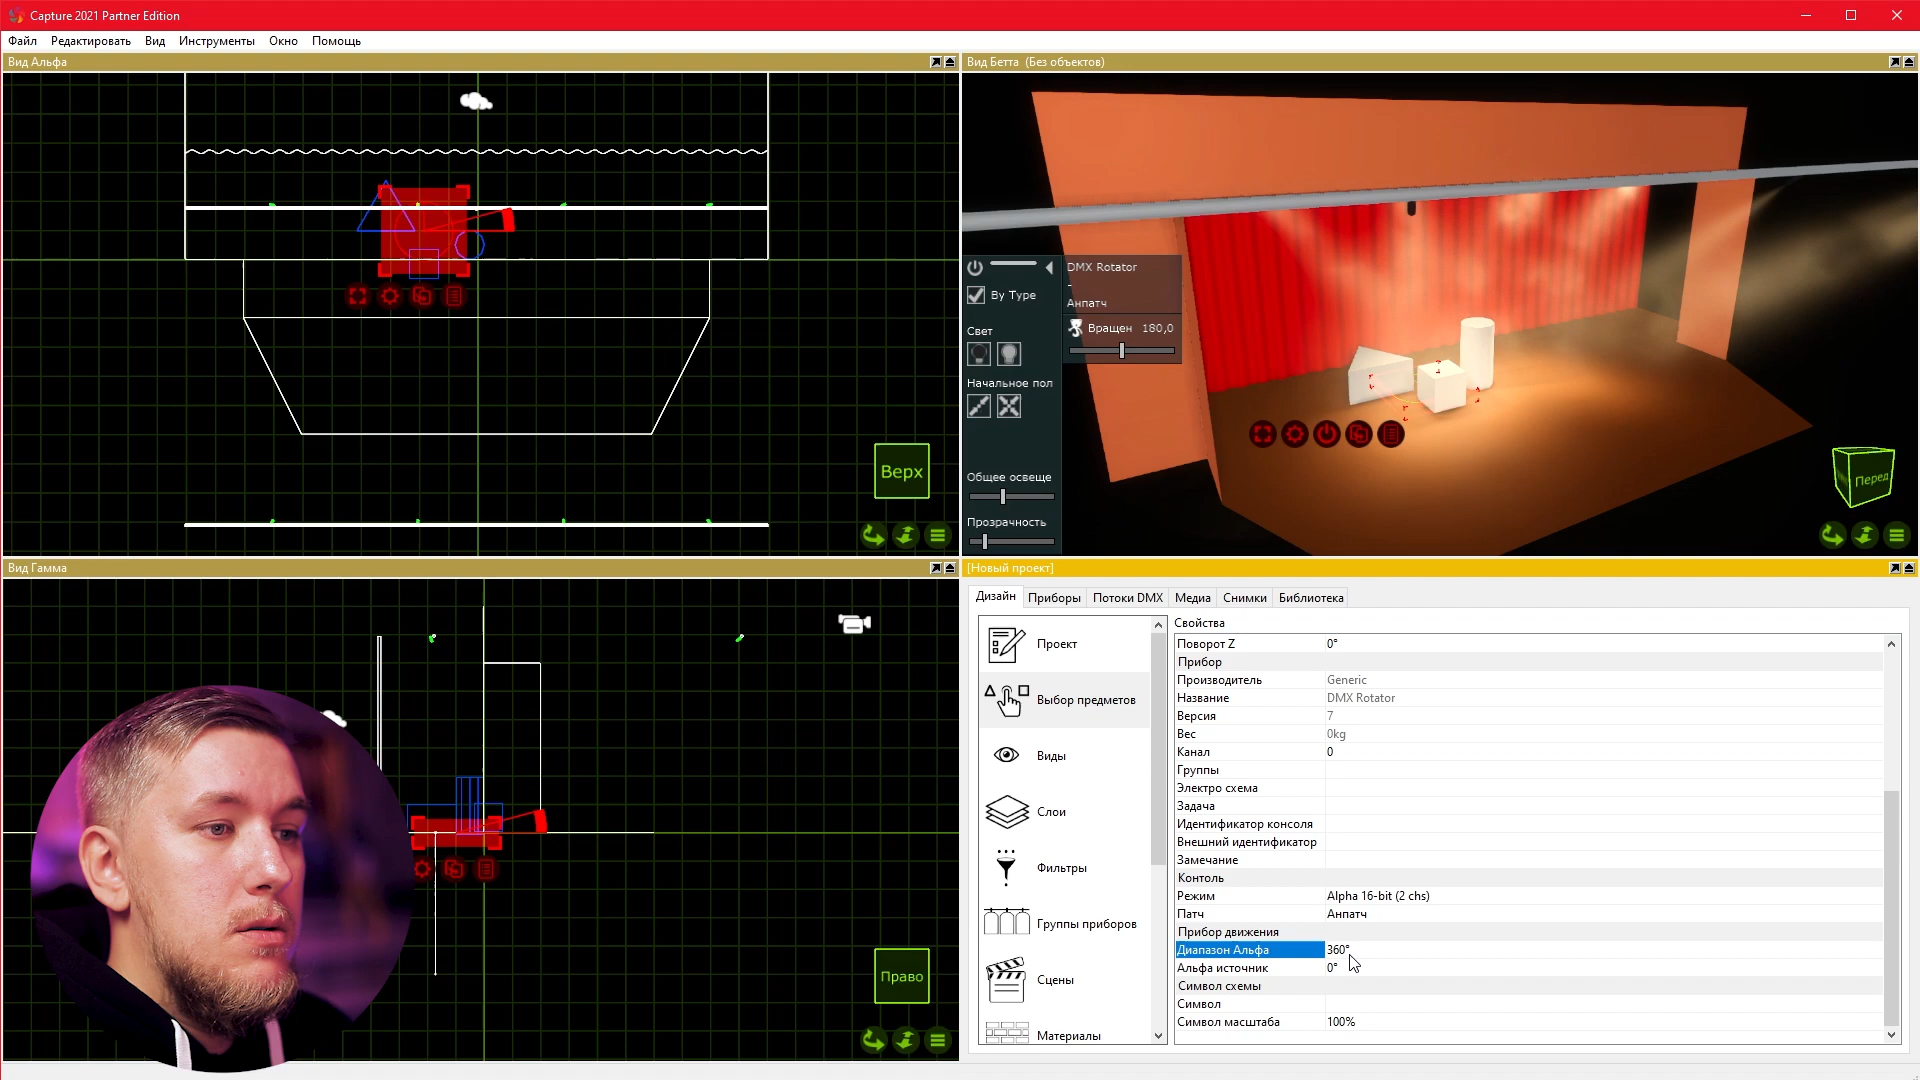 Capture 2021 Partner Edition
Файл Редактировать Вид Инструменты Окно Помощь
Вид Альфа
Верх
Вид Бетта (Без объектов)
By Type
Свет
Начальное пол
Общее освеще
Прозрачность
DMX Rotator
-
Анпатч
Вращен 180,0
Перед
Вид Гамма
Право
[Новый проект]
Дизайн Приборы Потоки DMX Медиа Снимки Библиотека
Проект
Выбор предметов
Виды
Слои
Фильтры
Группы приборов
Сцены
Материалы
Свойства
Поворот Z 0°
Прибор
Производитель Generic
Название DMX Rotator
Версия 7
Вес 0kg
Канал 0
Группы
Электро схема
Задача
Идентификатор консоля
Внешний идентификатор
Замечание
Контоль
Режим Alpha 16-bit (2 chs)
Патч Анпатч
Прибор движения
Диапазон Альфа 360°
Альфа источник 0°
Символ схемы
Символ
Символ масштаба 100%